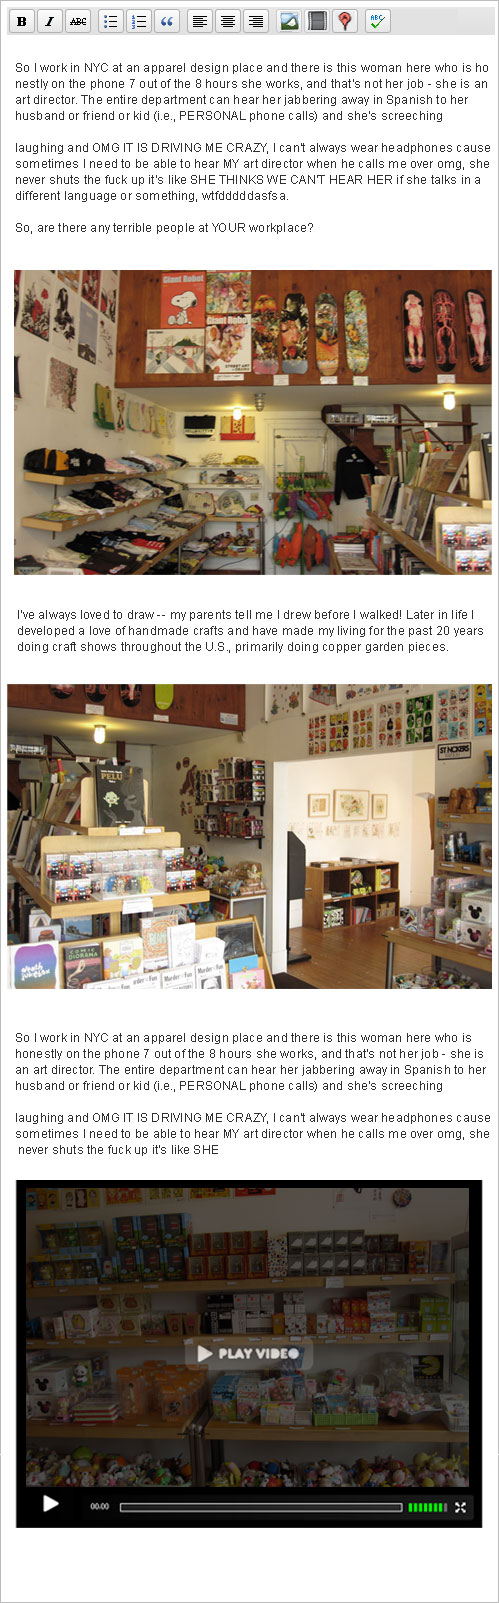 B I ABC ABC
So I work in NYC at an apparel design place and there is this woman here who is ho
nestly on the phone 7 out of the 8 hours she works, and that's not her job - she is an
art director. The entire department can hear her jabbering away in Spanish to her
husband or friend or kid (i.e., PERSONAL phone calls) and she's screeching
laughing and OMG IT IS DRIVING ME CRAZY, I can't always wear headphones cause
sometimes I need to be able to hear MY art director when he calls me over omg, she
never shuts the fuck up it's like SHE THINKS WE CAN'T HEAR HER if she talks in a
different language or something, wtfdddddasfsa.
So, are there any terrible people at YOUR workplace?
Giant Robot
I've always loved to draw -- my parents tell me I drew before I walked! Later in life I
developed a love of handmade crafts and have made my living for the past 20 years
doing craft shows throughout the U.S., primarily doing copper garden pieces.
PELU
COMIC
DIORAMA
So I work in NYC at an apparel design place and there is this woman here who is
honestly on the phone 7 out of the 8 hours she works, and that's not her job - she is
an art director. The entire department can hear her jabbering away in Spanish to her
husband or friend or kid (i.e., PERSONAL phone calls) and she's screeching
laughing and OMG IT IS DRIVING ME CRAZY, I can't always wear headphones cause
sometimes I need to be able to hear MY art director when he calls me over omg, she
never shuts the fuck up it's like SHE
PLAY VIDEO
00:00